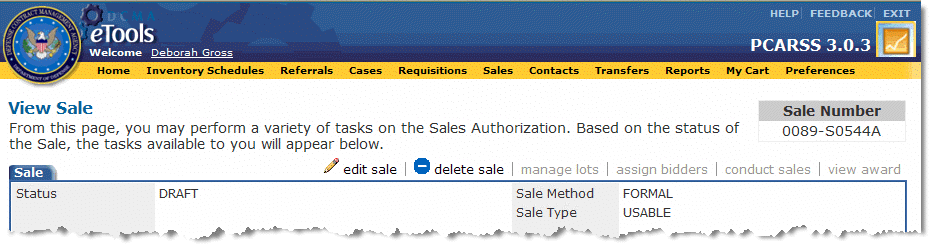 HELP | FEEDBACK | EXIT
eTools
Welcome Deborah Gross
PCARSS 3.0.3
Home Inventory Schedules Referrals Cases Requisitions Sales Contacts Transfers Reports My Cart Preferences
View Sale
From this page, you may perform a variety of tasks on the Sales Authorization. Based on the status of
the Sale, the tasks available to you will appear below.
Sale Number
0089-S0544A
Sale
edit sale | delete sale | manage lots | assign bidders | conduct sales | view award
Status DRAFT Sale Method FORMAL
Sale Type USABLE